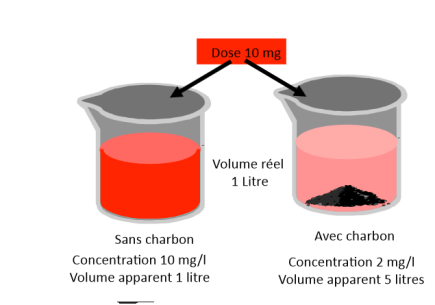 Dose 10 mg
Volume réel
1 Litre
Sans charbon
Concentration 10 mg/l
Volume apparent 1 litre
Avec charbon
Concentration 2 mg/l
Volume apparent 5 litres